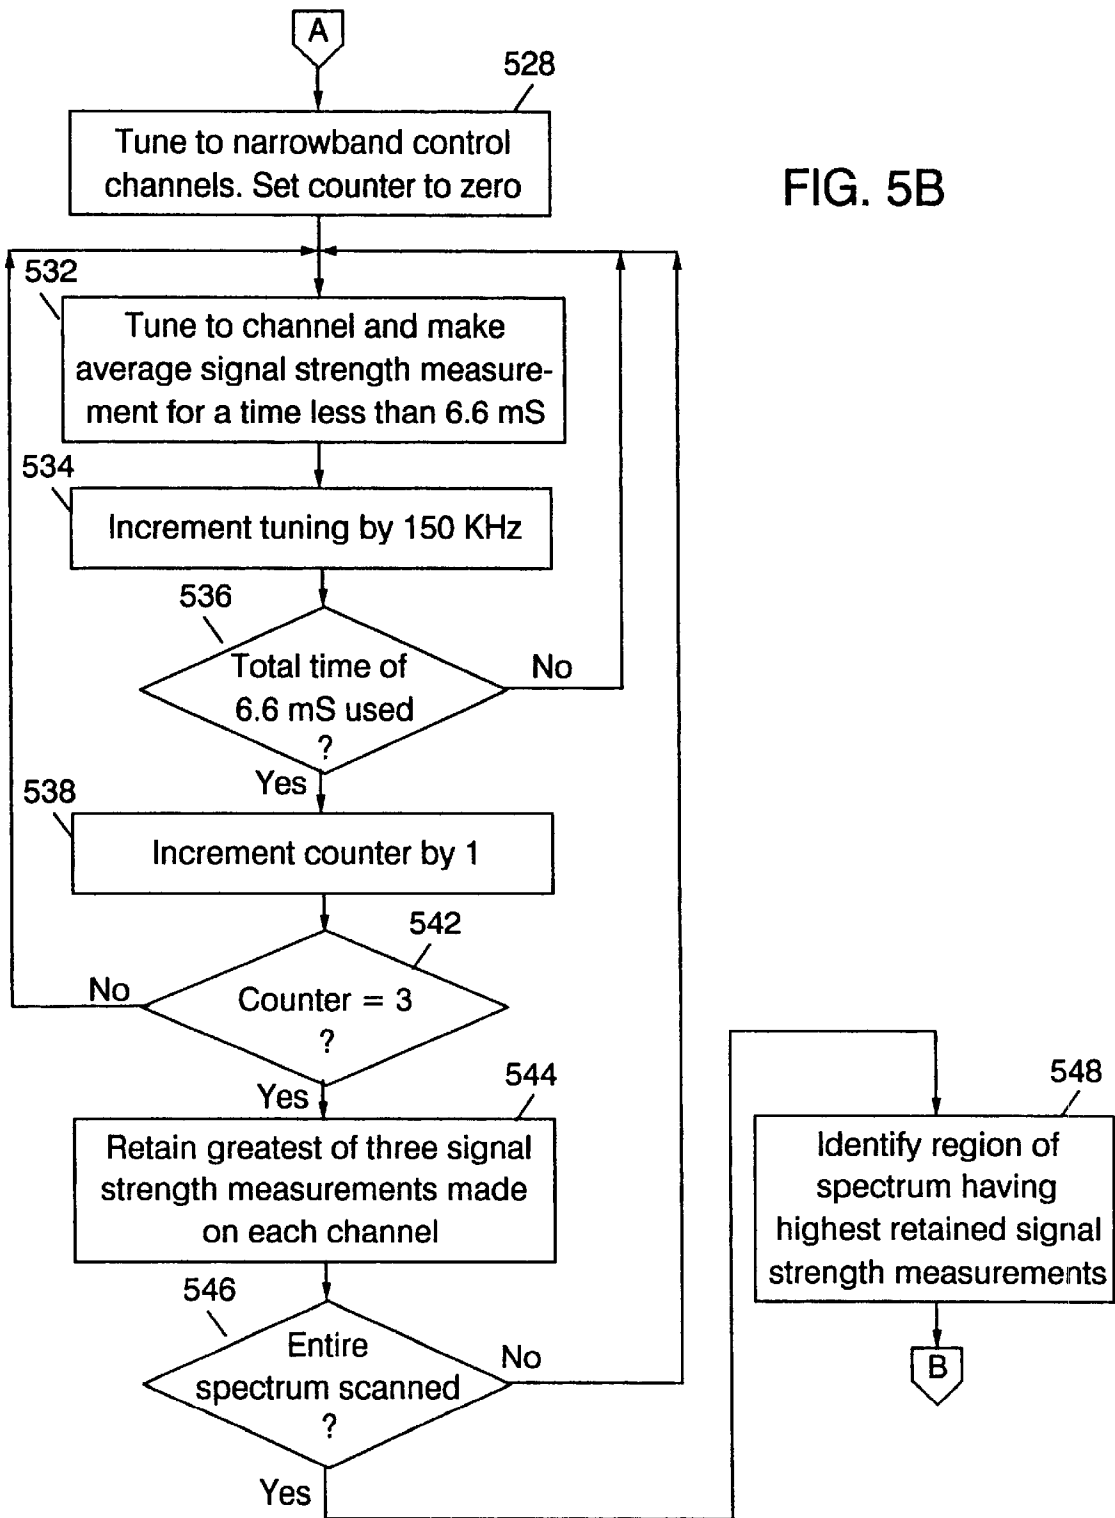 A
528
Tune to narrowband control
channels. Set counter to zero
FIG. 5B
532
Tune to channel and make
average signal strength measure-
ment for a time less than 6.6 mS
534
Increment tuning by 150 KHz
536
Total time of
6.6 mS used
?
No
Yes
538
Increment counter by 1
542
Counter = 3
?
No
Yes
544
Retain greatest of three signal
strength measurements made
on each channel
546
Entire
spectrum scanned
?
No
Yes
548
Identify region of
spectrum having
highest retained signal
strength measurements
B